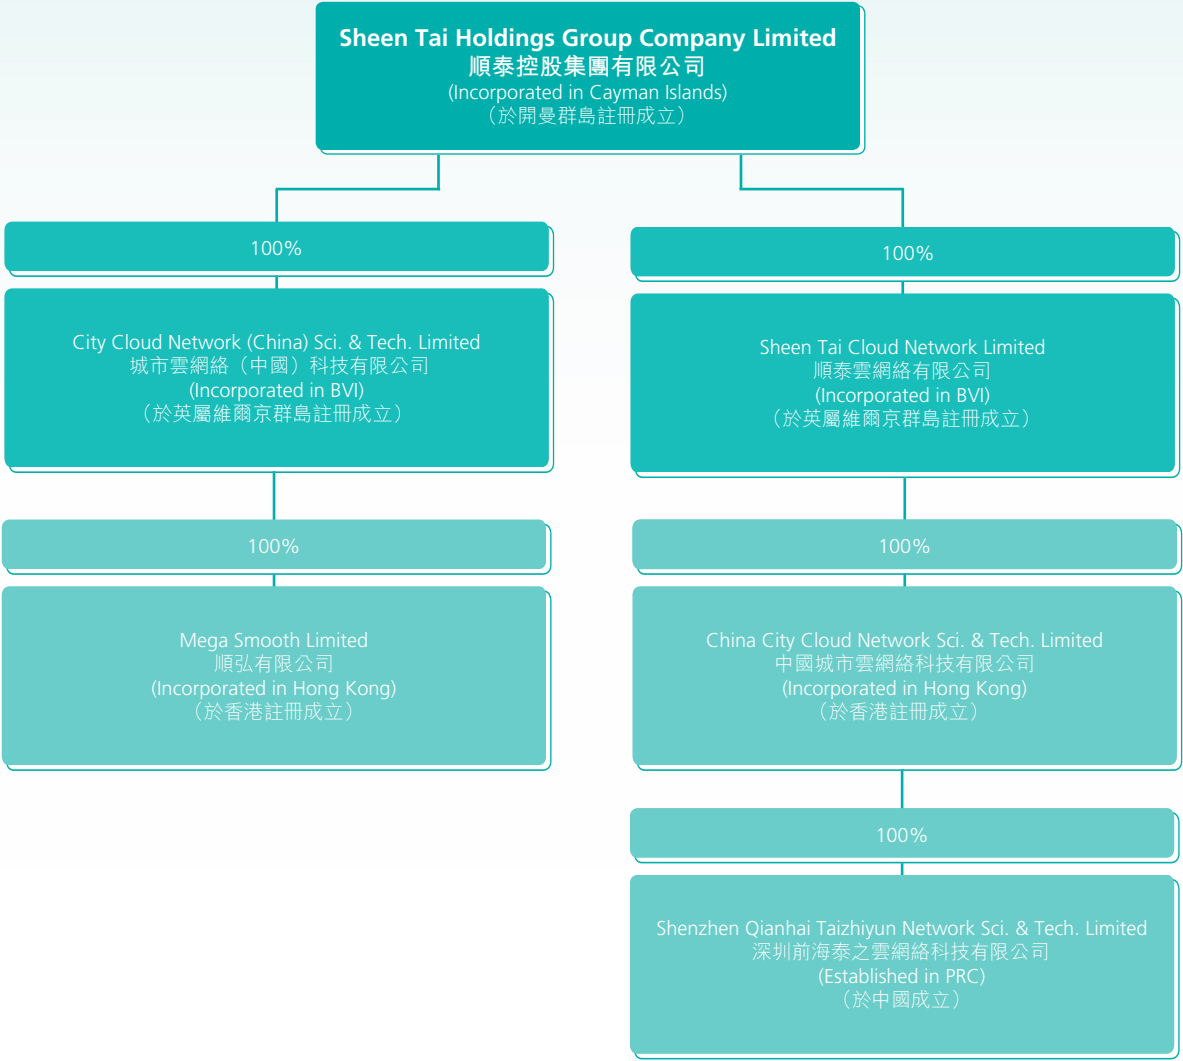 Sheen Tai Holdings Group Company Limited
順泰控股集團有限公司
(Incorporated in Cayman Islands)
（於開曼群島註冊成立）
100%
City Cloud Network (China) Sci. & Tech. Limited
城市雲網絡（中國）科技有限公司
(Incorporated in BVI)
（於英屬維爾京群島註冊成立）
100%
Mega Smooth Limited
順弘有限公司
(Incorporated in Hong Kong)
（於香港註冊成立）
100%
Sheen Tai Cloud Network Limited
順泰雲網絡有限公司
(Incorporated in BVI)
（於英屬維爾京群島註冊成立）
100%
China City Cloud Network Sci. & Tech. Limited
中國城市雲網絡科技有限公司
(Incorporated in Hong Kong)
（於香港註冊成立）
100%
Shenzhen Qianhai Taizhiyun Network Sci. & Tech. Limited
深圳前海泰之雲網絡科技有限公司
(Established in PRC)
（於中國成立）